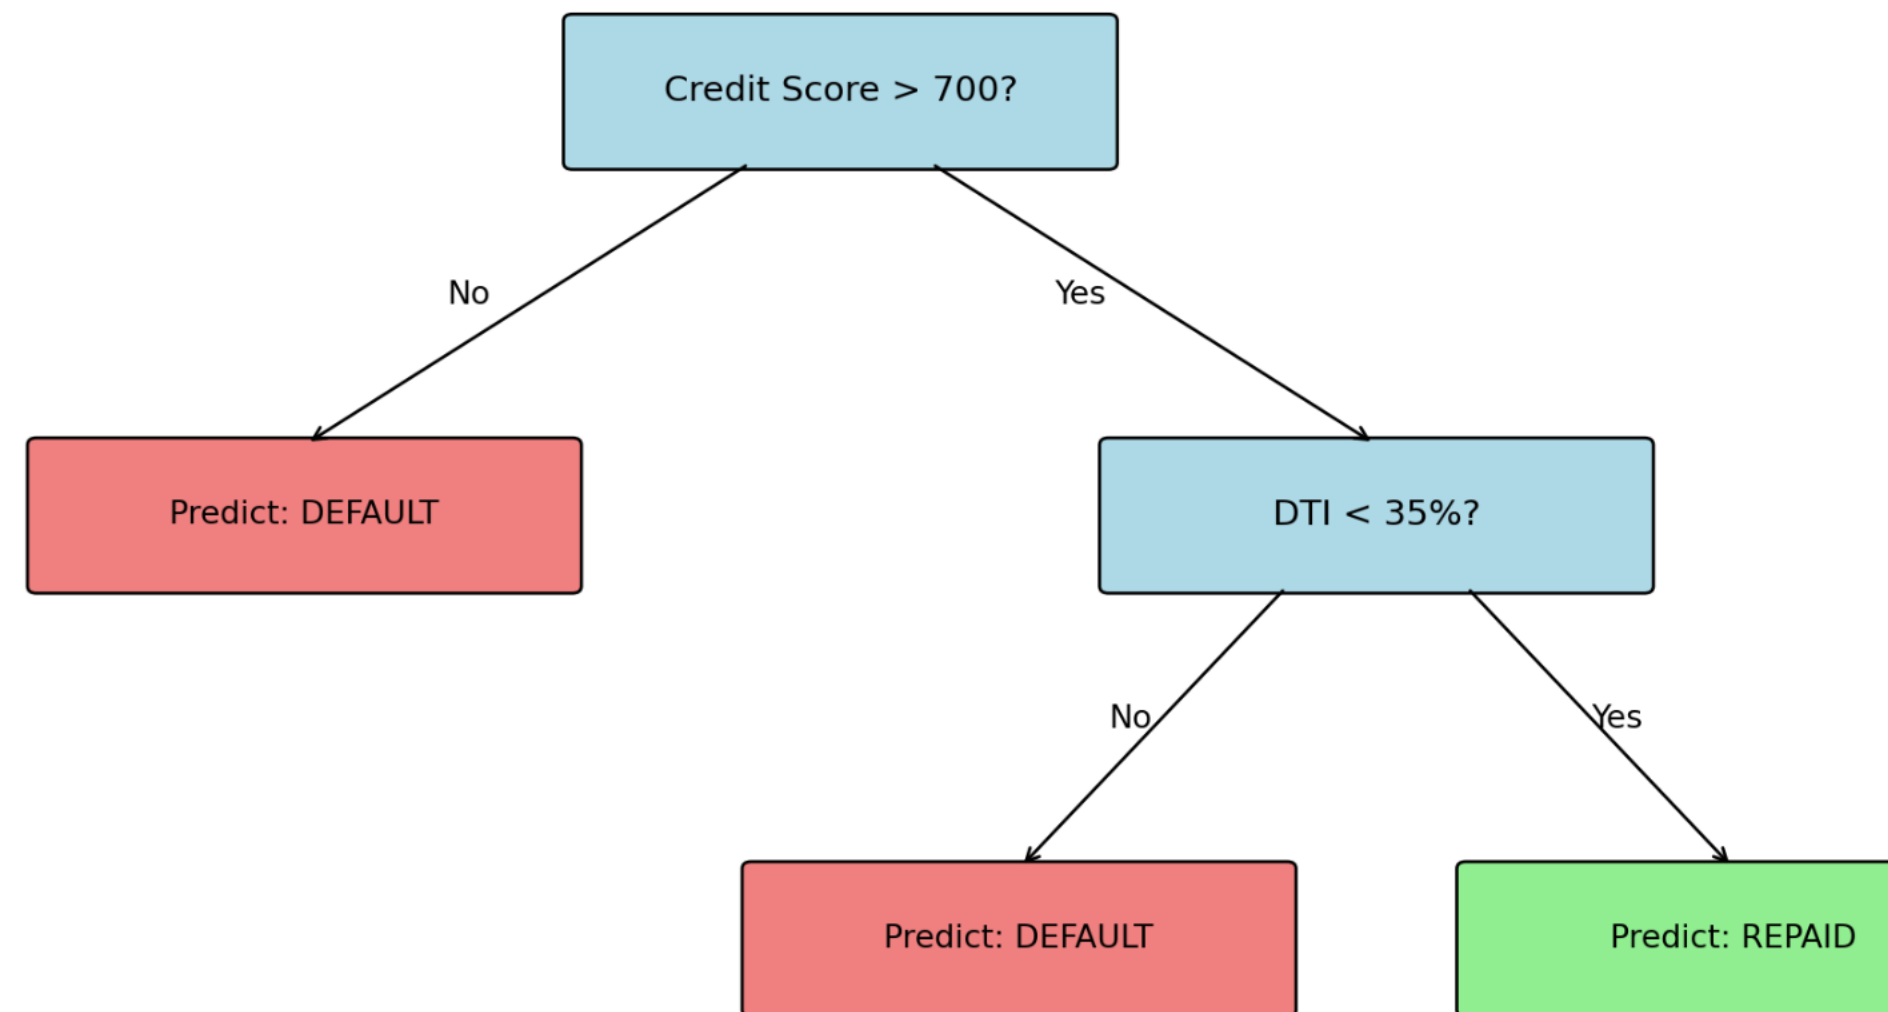 Credit Score > 700?
No
Yes
Predict: DEFAULT
DTI < 35%?
No
Yes
Predict: DEFAULT
Predict: REPAID